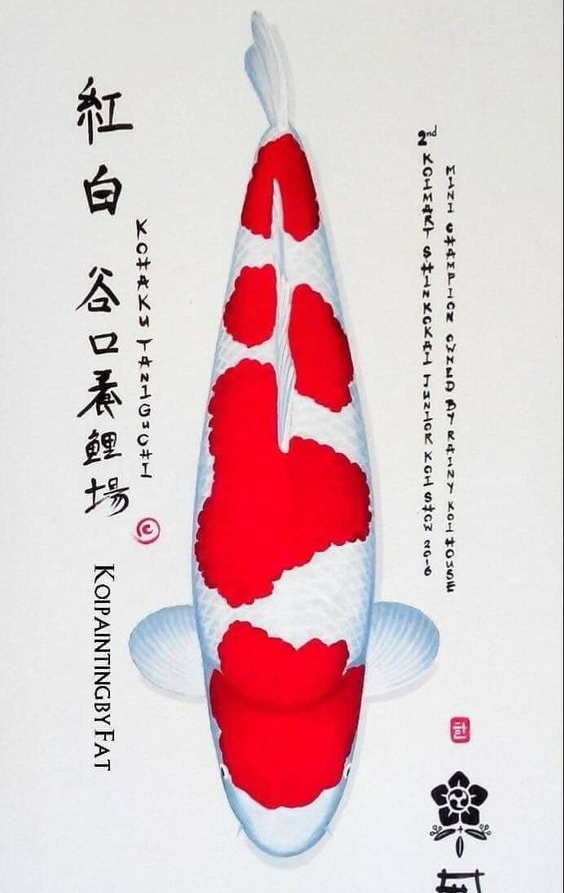 紅白 谷口養鯉場
KOHAKU TANIGUCHI
KOIPAINTINGBYFAT
2nd KOIMART SHINKOKAI JUNIOR KOI SHOW 2016
MINI CHAMPION OWNED BY RAINY KOI HOUSE